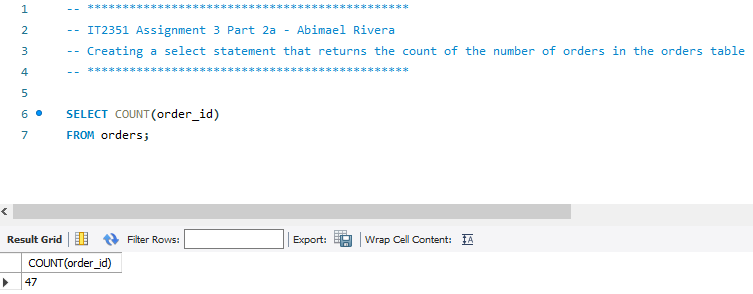 1 -- **********************************************
2 -- IT2351 Assignment 3 Part 2a - Abimael Rivera
3 -- Creating a select statement that returns the count of the number of orders in the orders table
4 -- **********************************************
5
6 SELECT COUNT(order_id)
7 FROM orders;
Result Grid Filter Rows: Export: Wrap Cell Content: IA
COUNT(order_id)
47